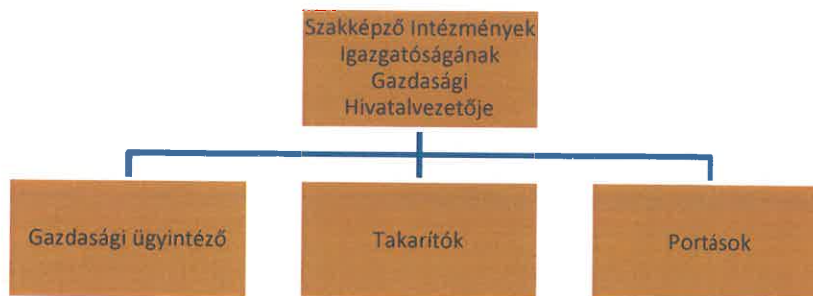 Szakképző Intézmények
Igazgatóságának
Gazdasági
Hivatalvezetője
Gazdasági ügyintéző
Takarítók
Portások